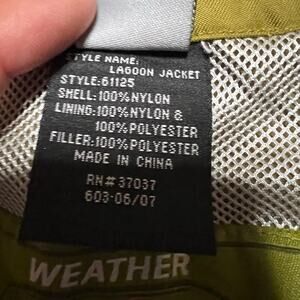 STYLE NAME:
LAGOON JACKET
STYLE:61125
SHELL:100%NYLON
LINING:100%NYLON &
100%POLYESTER
FILLER:100%POLYESTER
MADE IN CHINA
RN#37037
603-06/07
WEATHER